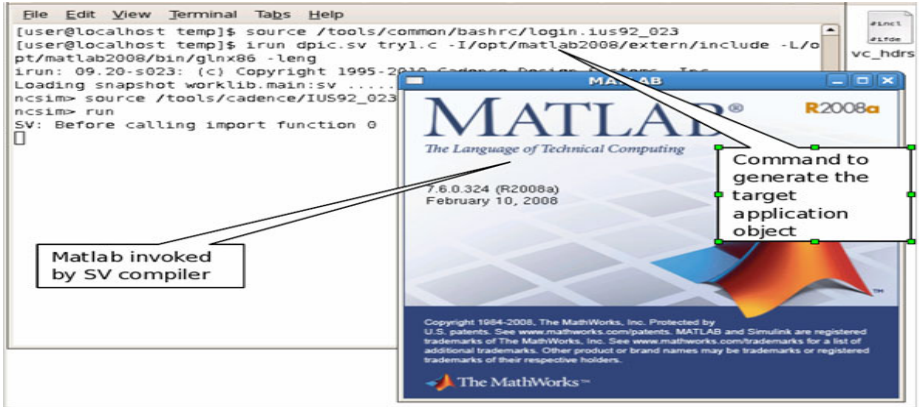 File Edit View Terminal Tabs Help
[user@localhost temp]$ source /tools/common/bashrc/login.ius92_023
[user@localhost temp]$ irun dpic.sv try1.c -I/opt/matlab2008/extern/include -L/o
pt/matlab2008/bin/glnx86 -leng
irun: 09.20-s023: (c) Copyright 1995-2010 Cadence Design Systems, Inc.
Loading snapshot worklib.main:sv .....
ncsim> source /tools/cadence/IUS92_023
ncsim> run
SV: Before calling import function 0
#incl
#ifde
vc_hdrs
MATLAB
MATLAB®
R2008a
The Language of Technical Computing
7.6.0.324 (R2008a)
February 10, 2008
Command to
generate the
target
application
object
Matlab invoked
by SV compiler
TM
Copyright 1984-2008, The MathWorks, Inc. Protected by
U.S. patents. See www.mathworks.com/patents. MATLAB and Simulink are registered
trademarks of The MathWorks, Inc. See www.mathworks.com/trademarks for a list of
additional trademarks. Other product or brand names may be trademarks or registered
trademarks of their respective holders.
The MathWorks™